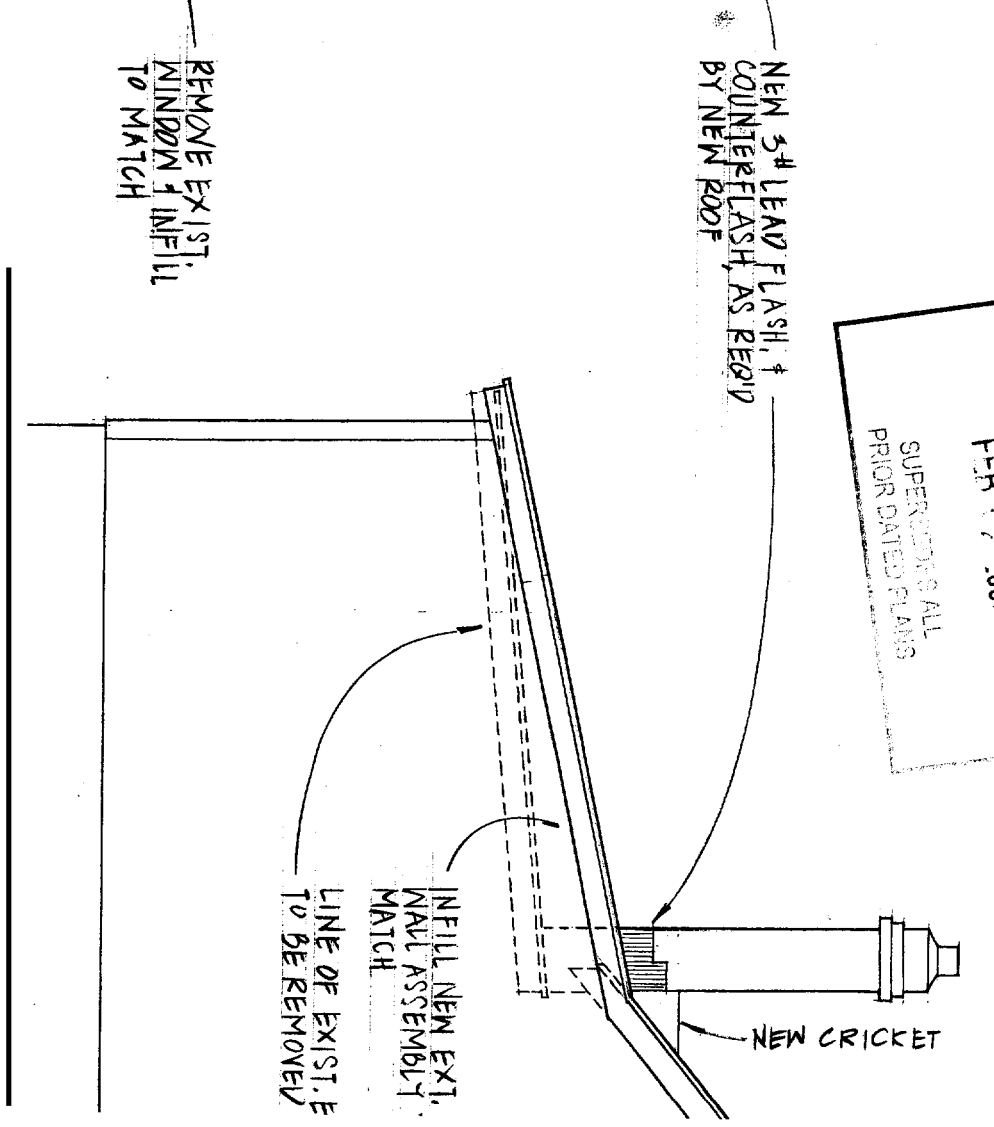 SUPERSEDES ALL
PRIOR DATED PLANS
NEW 3# LEAD FLASH, &
COUNTERFLASH, AS REQ'D
BY NEW ROOF
NEW CRICKET
REMOVE EXIST.
WINDOW & INFILL
TO MATCH
INFILL NEW EXT.
WALL ASSEMBLY
MATCH
LINE OF EXIST. E
TO BE REMOVED